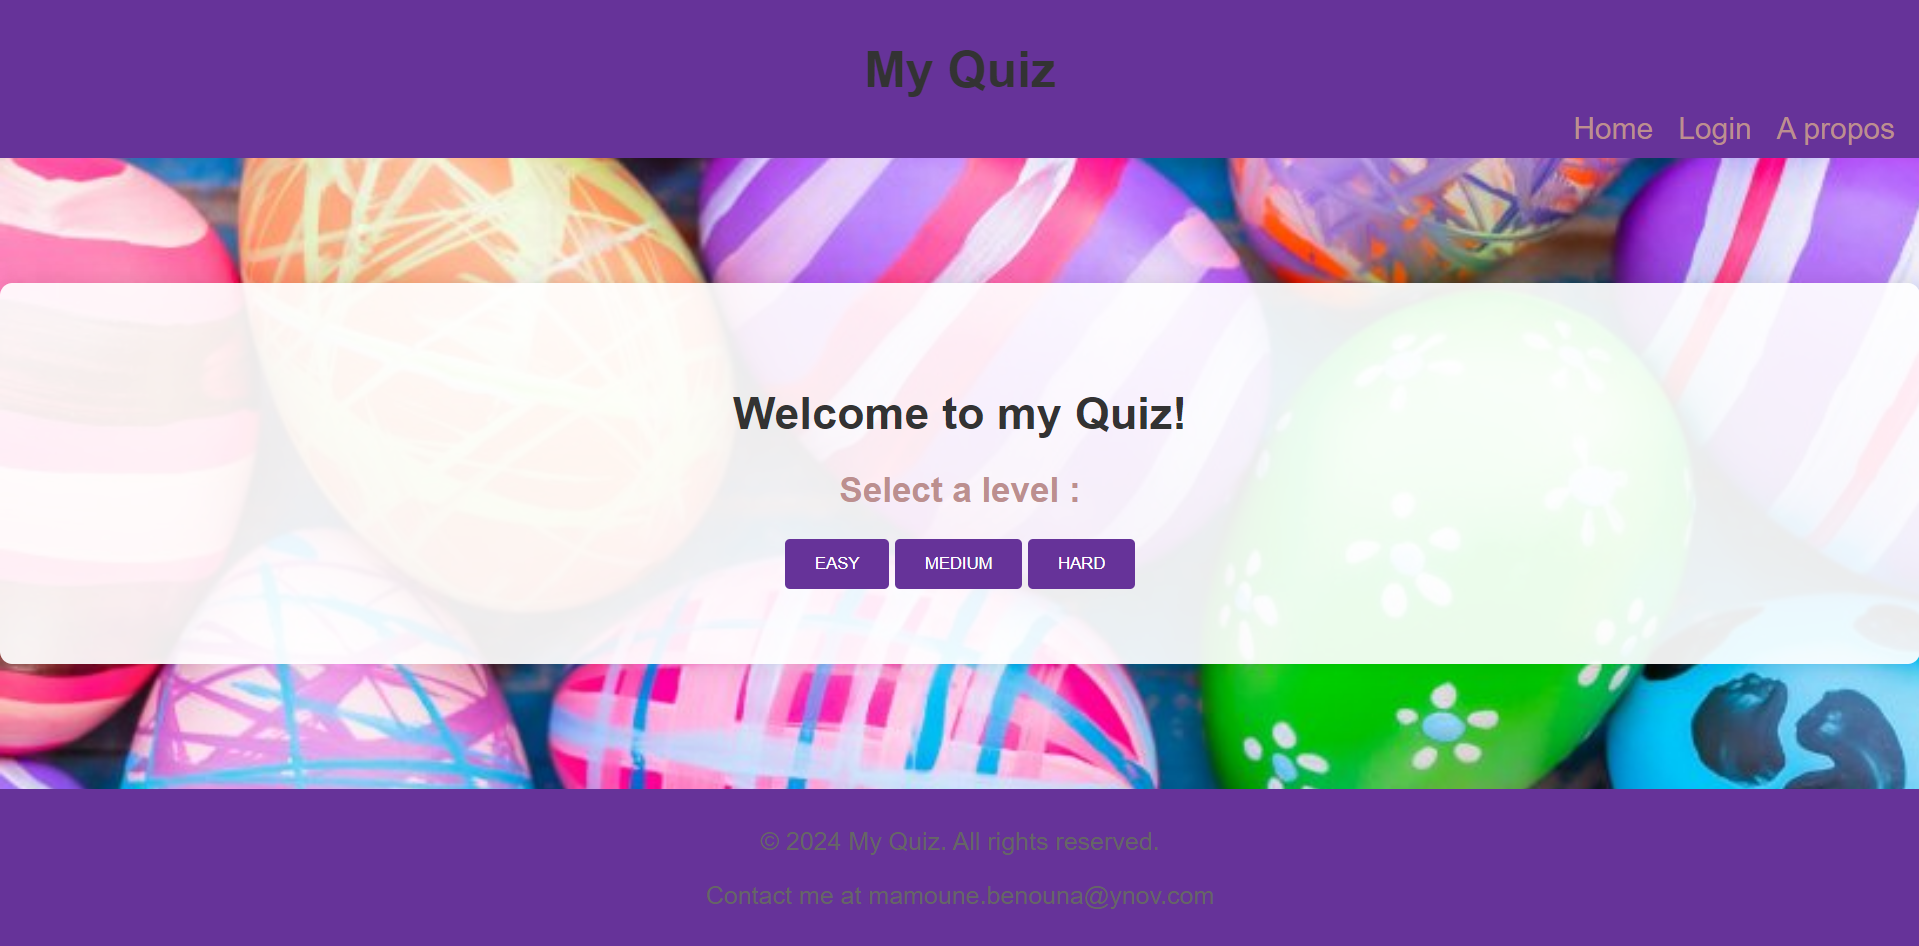 My Quiz
Home Login A propos
Welcome to my Quiz!
Select a level :
EASY MEDIUM HARD
© 2024 My Quiz. All rights reserved.
Contact me at mamoune.benouna@ynov.com